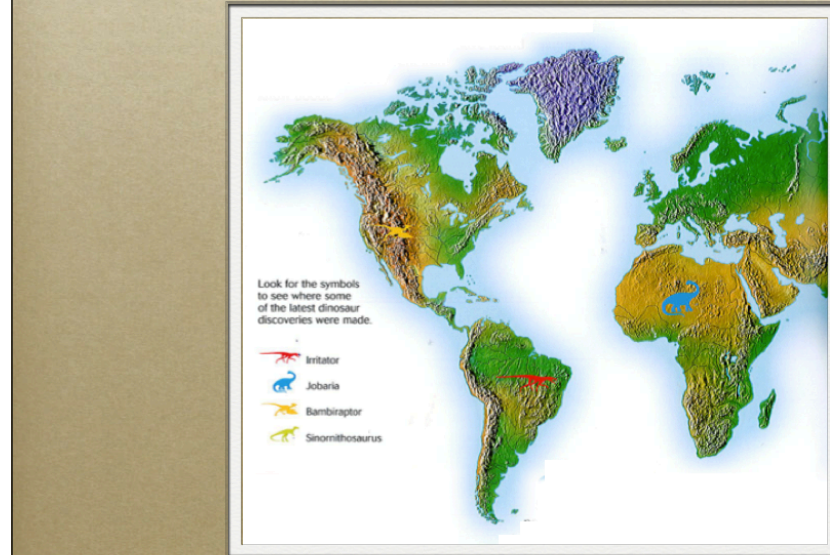 Look for the symbols
to see where some
of the latest dinosaur
discoveries were made.
Irritator
Jobaria
Bambiraptor
Sinornithosaurus